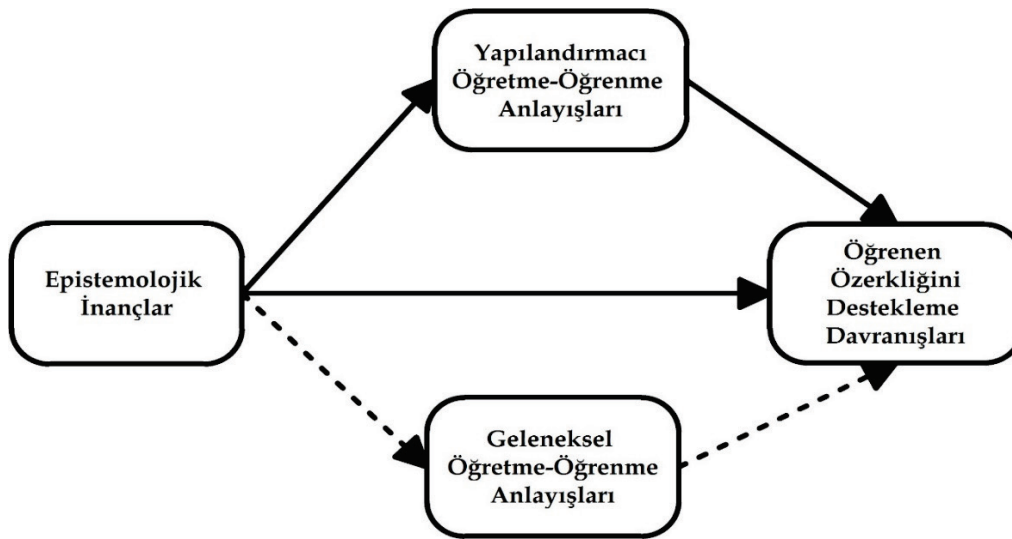 Yapılandırmacı
Öğretme-Öğrenme
Anlayışları
Epistemolojik
İnançlar
Öğrenen
Özerkliğini
Destekleme
Davranışları
Geleneksel
Öğretme-Öğrenme
Anlayışları